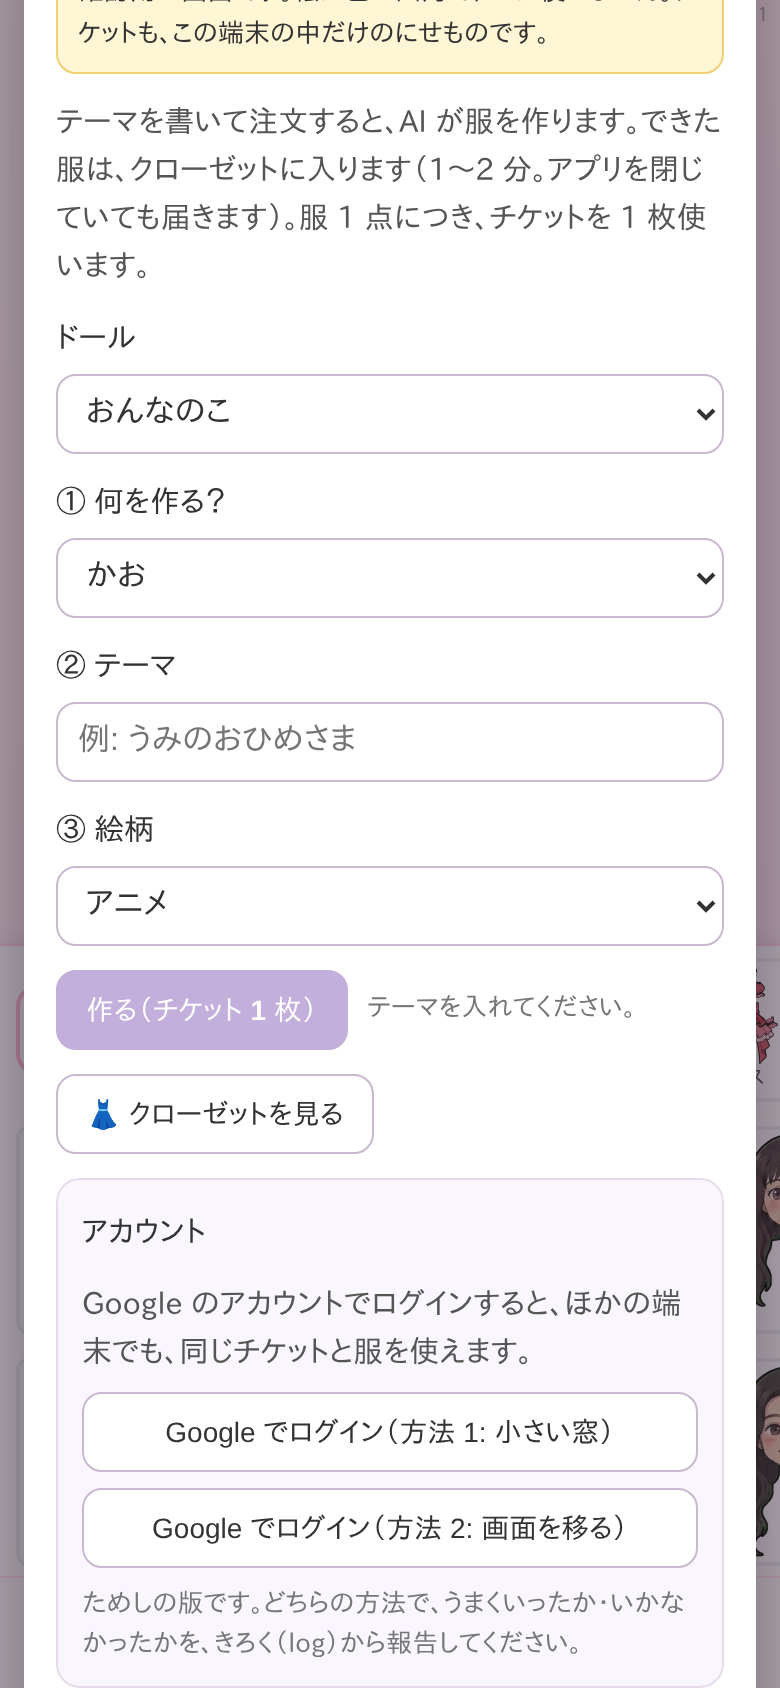 ケットも、この端末の中だけのにせものです。
テーマを書いて注文すると、AI が服を作ります。できた
服は、クローゼットに入ります(1〜2 分。アプリを閉じ
ていても届きます)。服 1 点につき、チケットを 1 枚使
います。
ドール
おんなのこ
① 何を作る?
かお
② テーマ
例: うみのおひめさま
③ 絵柄
アニメ
作る(チケット 1 枚)
テーマを入れてください。
クローゼットを見る
アカウント
Google のアカウントでログインすると、ほかの端
末でも、同じチケットと服を使えます。
Google でログイン(方法 1: 小さい窓)
Google でログイン(方法 2: 画面を移る)
ためしの版です。どちらの方法で、うまくいったか・いかな
かったかを、きろく(log)から報告してください。